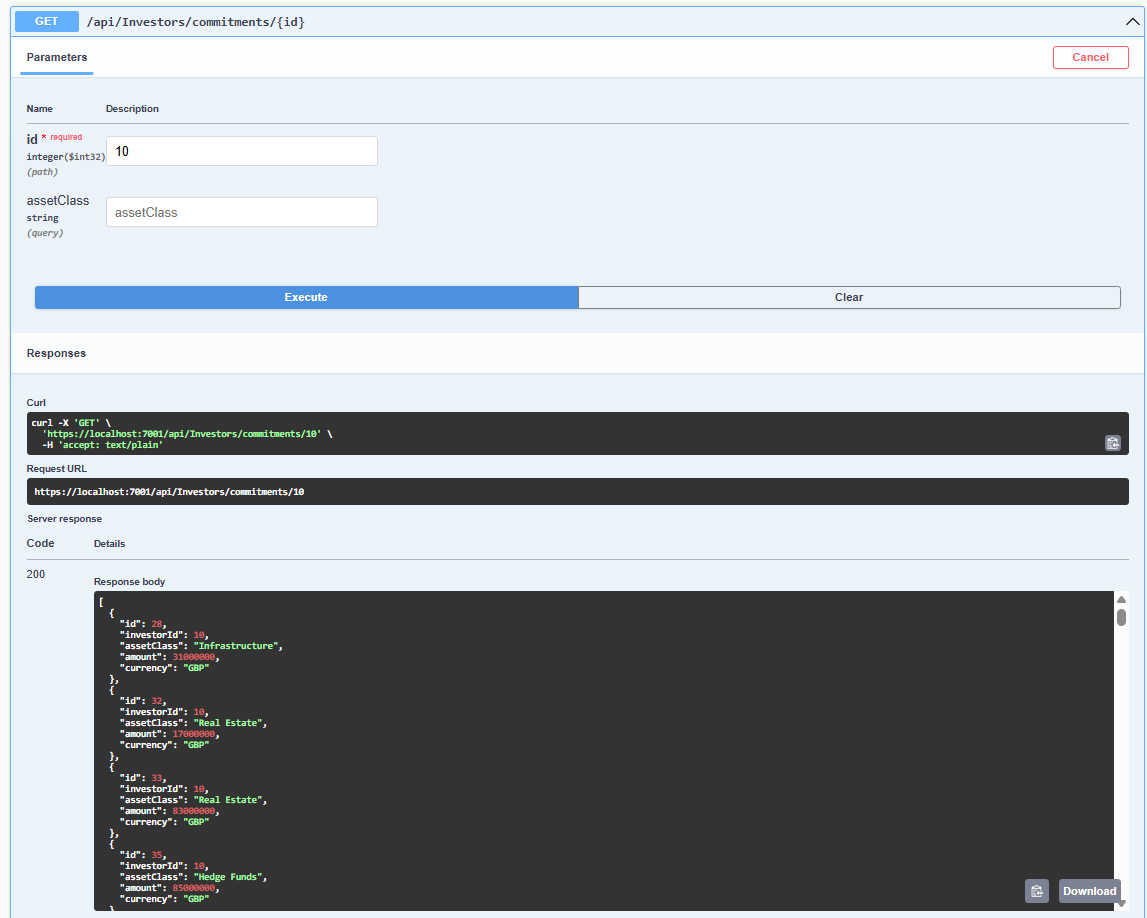 GET /api/Investors/commitments/{id}
Parameters
Cancel
Name Description
id * required
integer($int32)
(path)
10
assetClass
string
(query)
assetClass
Execute Clear
Responses
Curl
curl -X 'GET' \
  'https://localhost:7001/api/Investors/commitments/10' \
  -H 'accept: text/plain'
Request URL
https://localhost:7001/api/Investors/commitments/10
Server response
Code Details
200
Response body
[
  {
    "id": 28,
    "investorId": 10,
    "assetClass": "Infrastructure",
    "amount": 31000000,
    "currency": "GBP"
  },
  {
    "id": 32,
    "investorId": 10,
    "assetClass": "Real Estate",
    "amount": 17000000,
    "currency": "GBP"
  },
  {
    "id": 33,
    "investorId": 10,
    "assetClass": "Real Estate",
    "amount": 83000000,
    "currency": "GBP"
  },
  {
    "id": 35,
    "investorId": 10,
    "assetClass": "Hedge Funds",
    "amount": 85000000,
    "currency": "GBP"
  }
Download